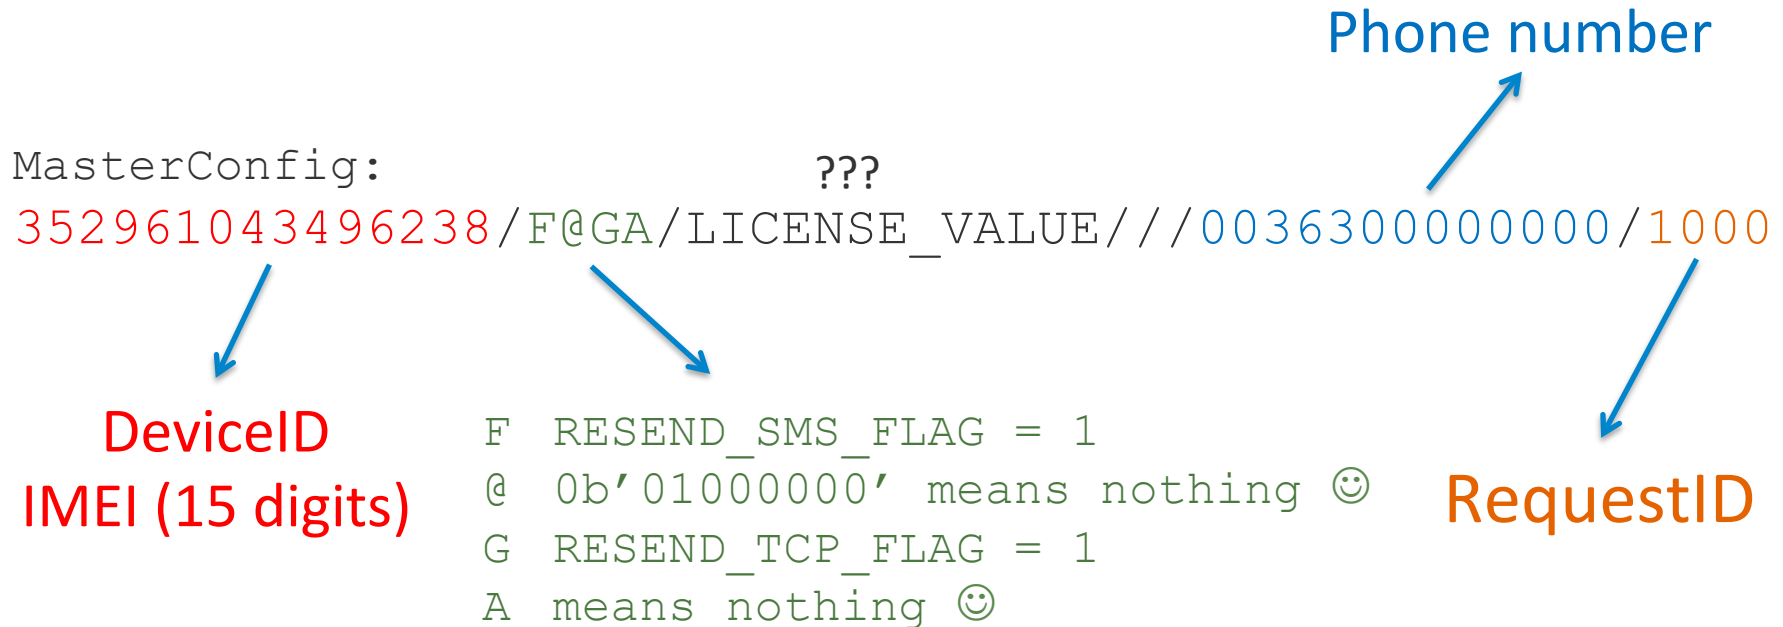 Phone number
MasterConfig:
???
352961043496238/F@GA/LICENSE_VALUE///0036300000000/1000
DeviceID
IMEI (15 digits)
F RESEND_SMS_FLAG = 1
@ 0b’01000000’ means nothing ☺
G RESEND_TCP_FLAG = 1
A means nothing ☺
RequestID